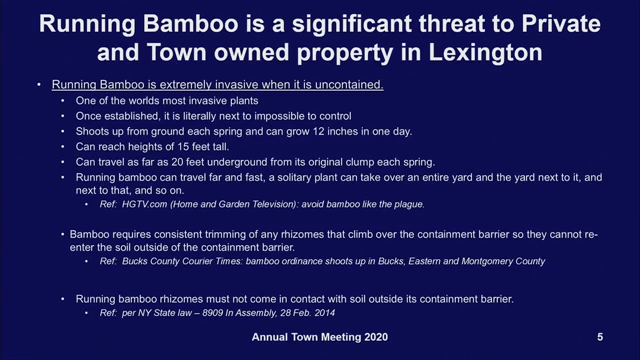 Running Bamboo is a significant threat to Private
and Town owned property in Lexington
• Running Bamboo is extremely invasive when it is uncontained.
• One of the worlds most invasive plants
• Once established, it is literally next to impossible to control
• Shoots up from ground each spring and can grow 12 inches in one day.
• Can reach heights of 15 feet tall.
• Can travel as far as 20 feet underground from its original clump each spring.
• Running bamboo can travel far and fast, a solitary plant can take over an entire yard and the yard next to it, and
next to that, and so on.
• Ref: HGTV.com (Home and Garden Television): avoid bamboo like the plague.
• Bamboo requires consistent trimming of any rhizomes that climb over the containment barrier so they cannot re-
enter the soil outside of the containment barrier.
• Ref: Bucks County Courier Times: bamboo ordinance shoots up in Bucks, Eastern and Montgomery County
• Running bamboo rhizomes must not come in contact with soil outside its containment barrier.
• Ref: per NY State law – 8909 In Assembly, 28 Feb. 2014
Annual Town Meeting 2020 5